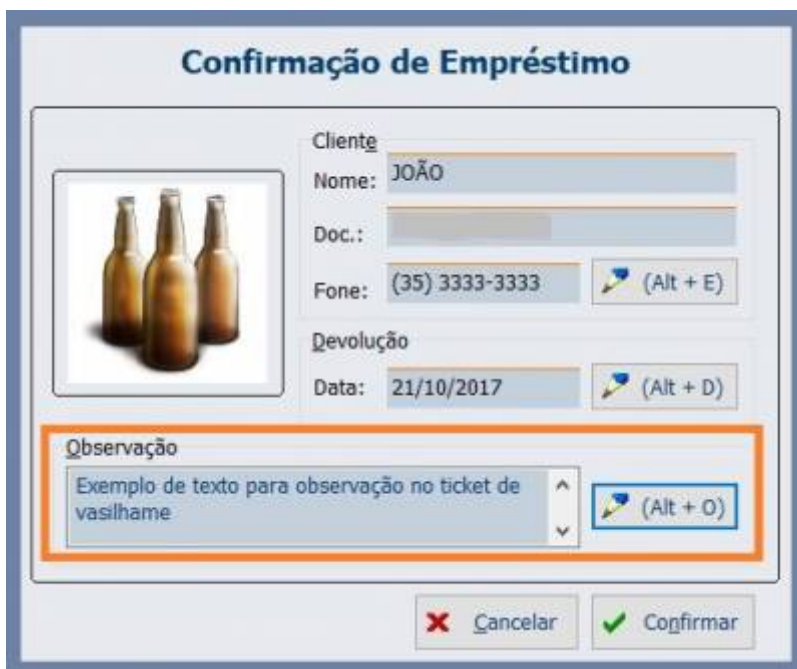 Confirmação de Empréstimo
Cliente
Nome: JOÃO
Doc.:
Fone: (35) 3333-3333 (Alt + E)
Devolução
Data: 21/10/2017 (Alt + D)
Observação
Exemplo de texto para observação no ticket de
vasilhame
(Alt + O)
Cancelar Confirmar